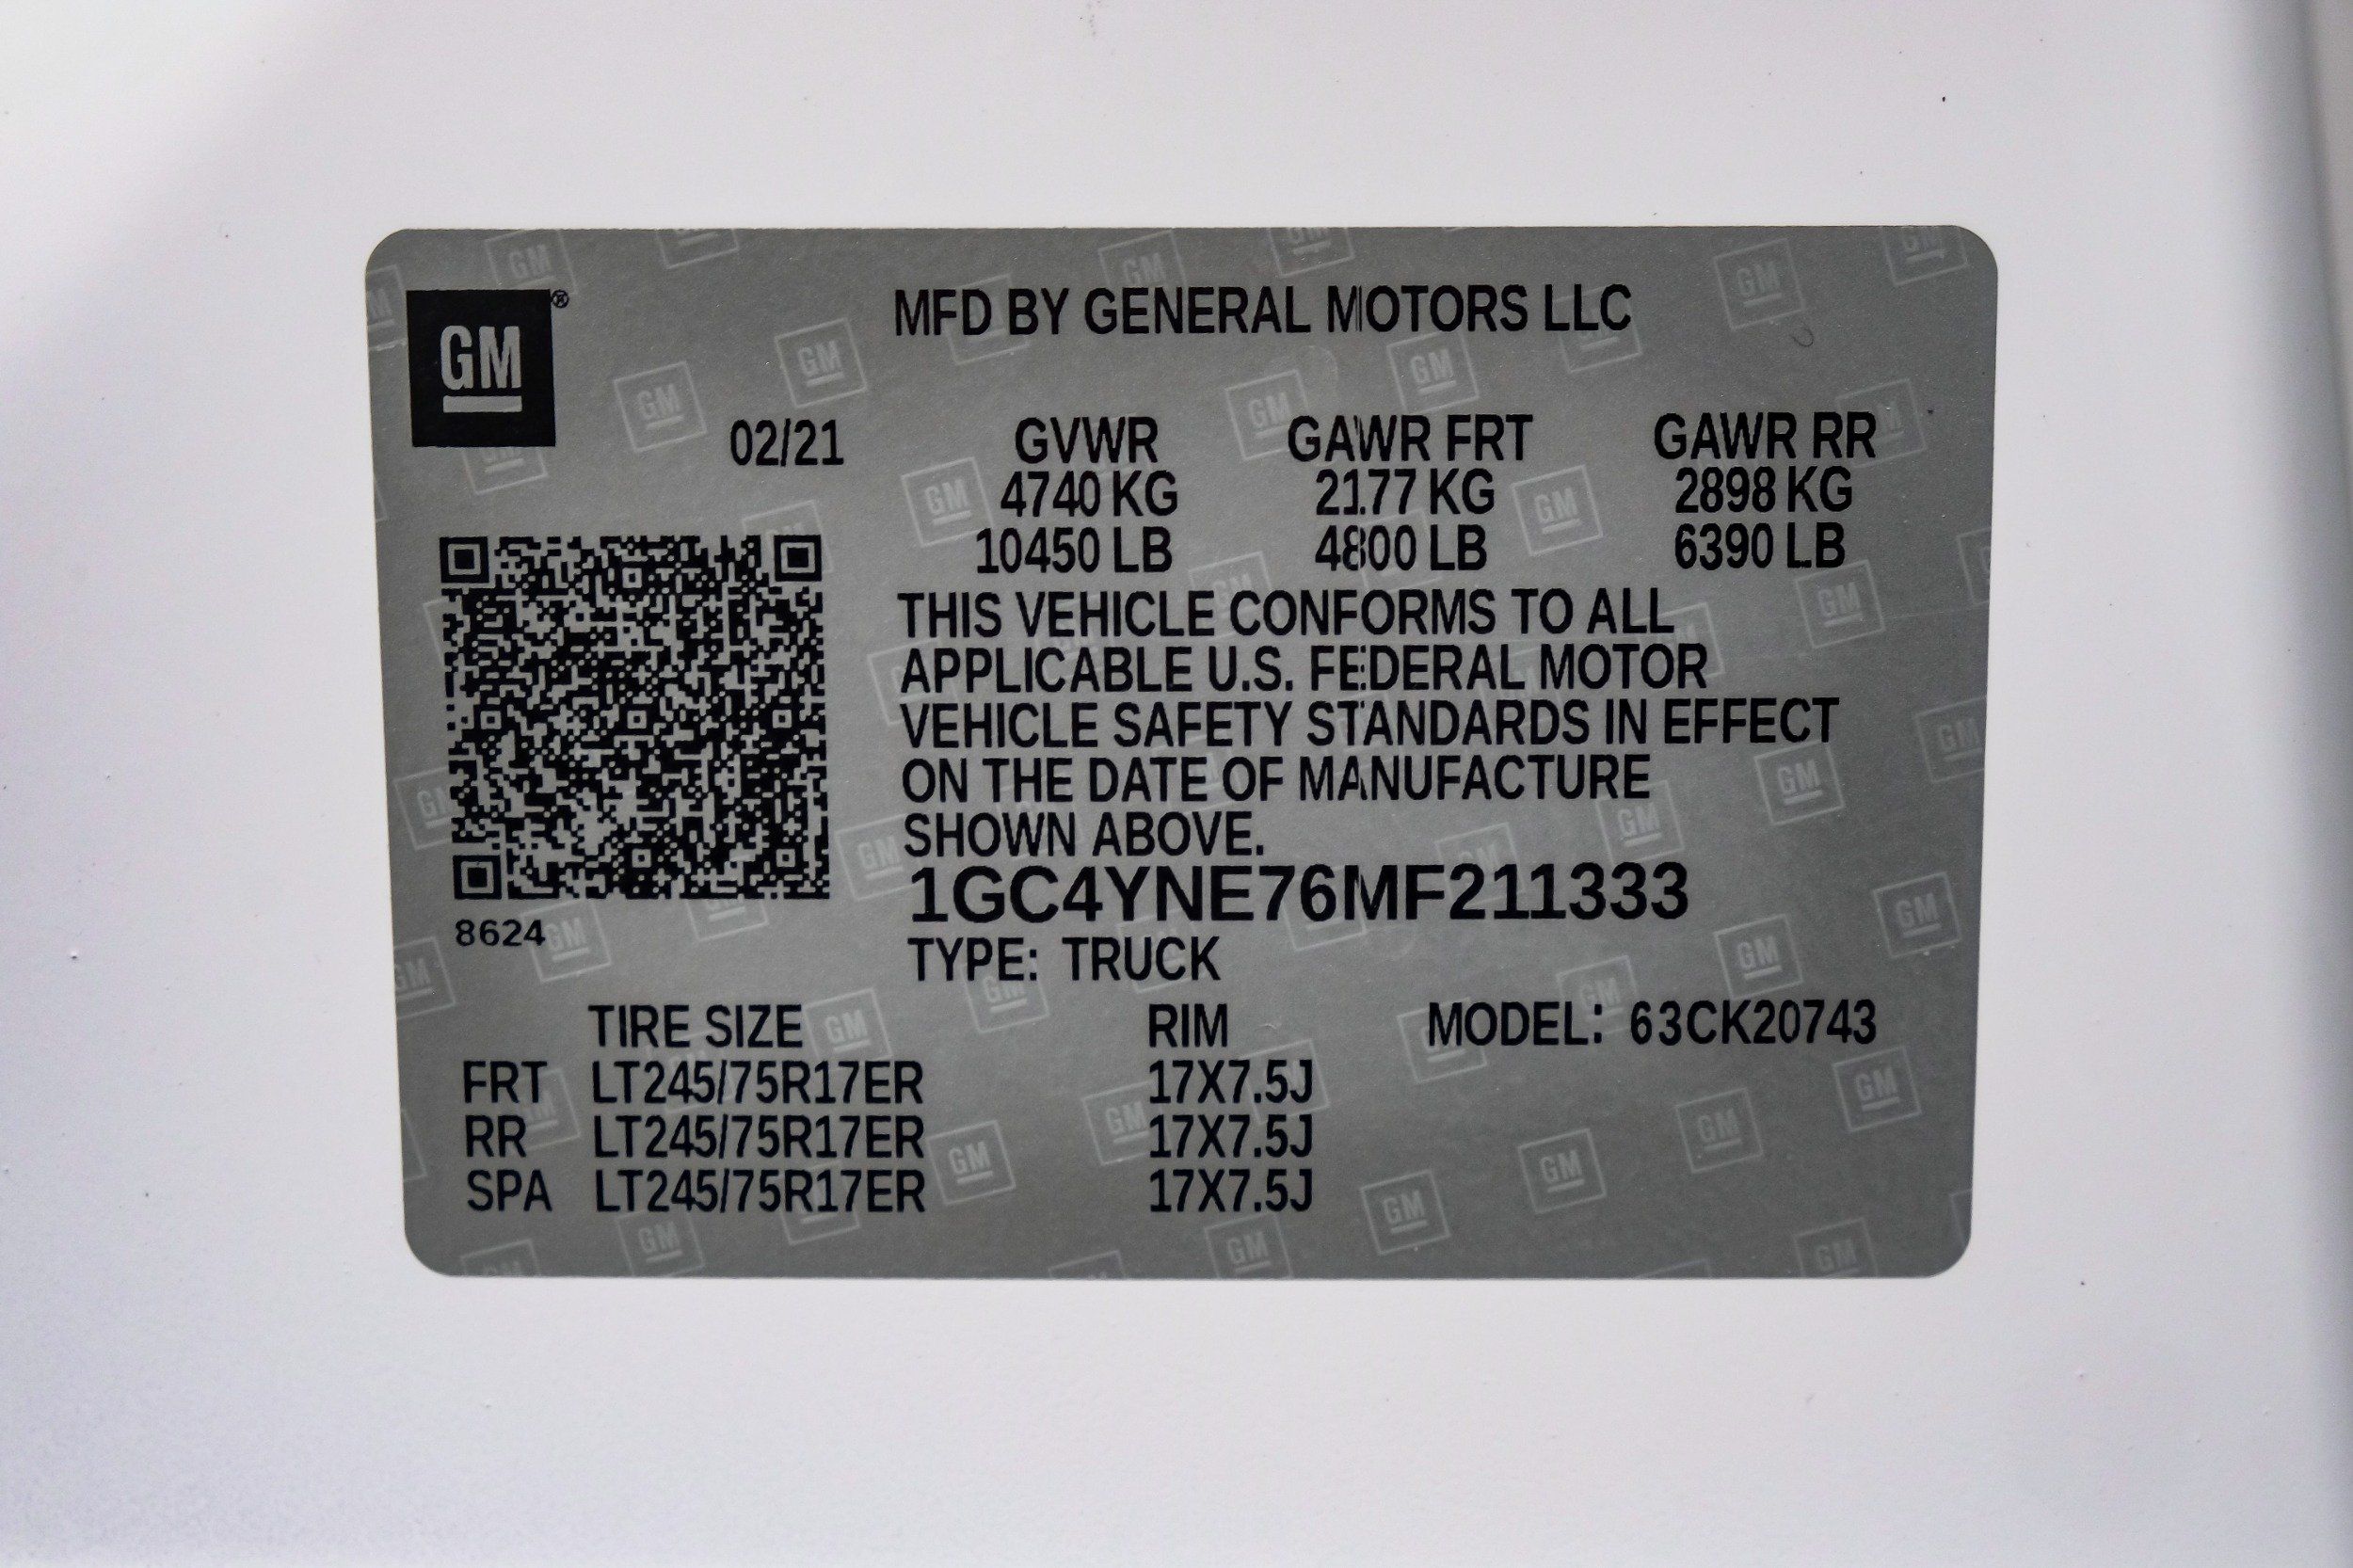 GM®
MFD BY GENERAL MOTORS LLC
02/21 GVWR GAWR FRT GAWR RR
4740 KG 2177 KG 2898 KG
10450 LB 4800 LB 6390 LB
THIS VEHICLE CONFORMS TO ALL
APPLICABLE U.S. FEDERAL MOTOR
VEHICLE SAFETY STANDARDS IN EFFECT
ON THE DATE OF MANUFACTURE
SHOWN ABOVE.
1GC4YNE76MF211333
8624
TYPE: TRUCK
TIRE SIZE RIM MODEL: 63CK20743
FRT LT245/75R17ER 17X7.5J
RR LT245/75R17ER 17X7.5J
SPA LT245/75R17ER 17X7.5J